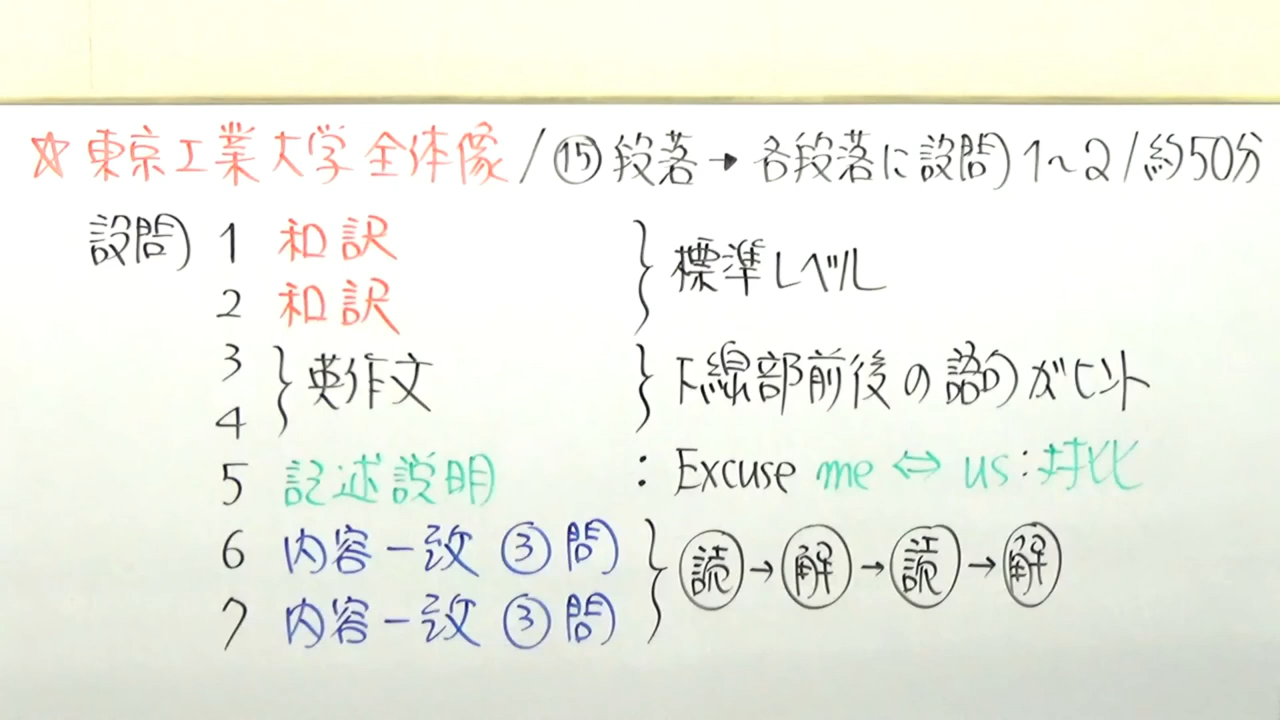 ☆東京工業大学全体像/⑮段落→各段落に設問1〜2/約50分
設問 1 和訳
2 和訳 } 標準レベル
3
4 } 英作文 } 下線部前後の語句がヒント
5 記述説明 : Excuse me ⇔ us:対比
6 内容一致 ③問
7 内容一致 ③問 } 読→解→読→解